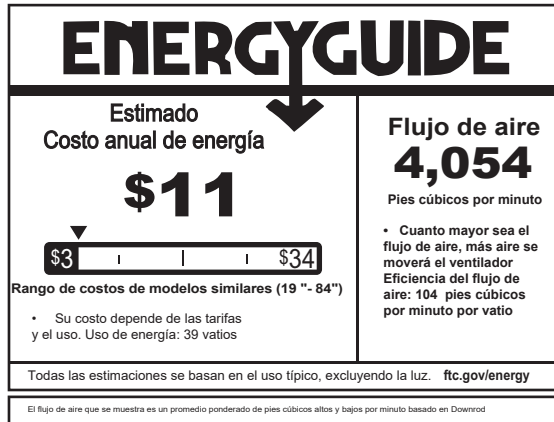 ENERGYGUIDE
Estimado
Costo anual de energía
$11
$3 $34
Rango de costos de modelos similares (19 "- 84")
• Su costo depende de las tarifas
y el uso. Uso de energía: 39 vatios
Flujo de aire
4,054
Pies cúbicos por minuto
• Cuanto mayor sea el
flujo de aire, más aire se
moverá el ventilador
Eficiencia del flujo de
aire: 104 pies cúbicos
por minuto por vatio
Todas las estimaciones se basan en el uso típico, excluyendo la luz. ftc.gov/energy
El flujo de aire que se muestra es un promedio ponderado de pies cúbicos altos y bajos por minuto basado en Downrod